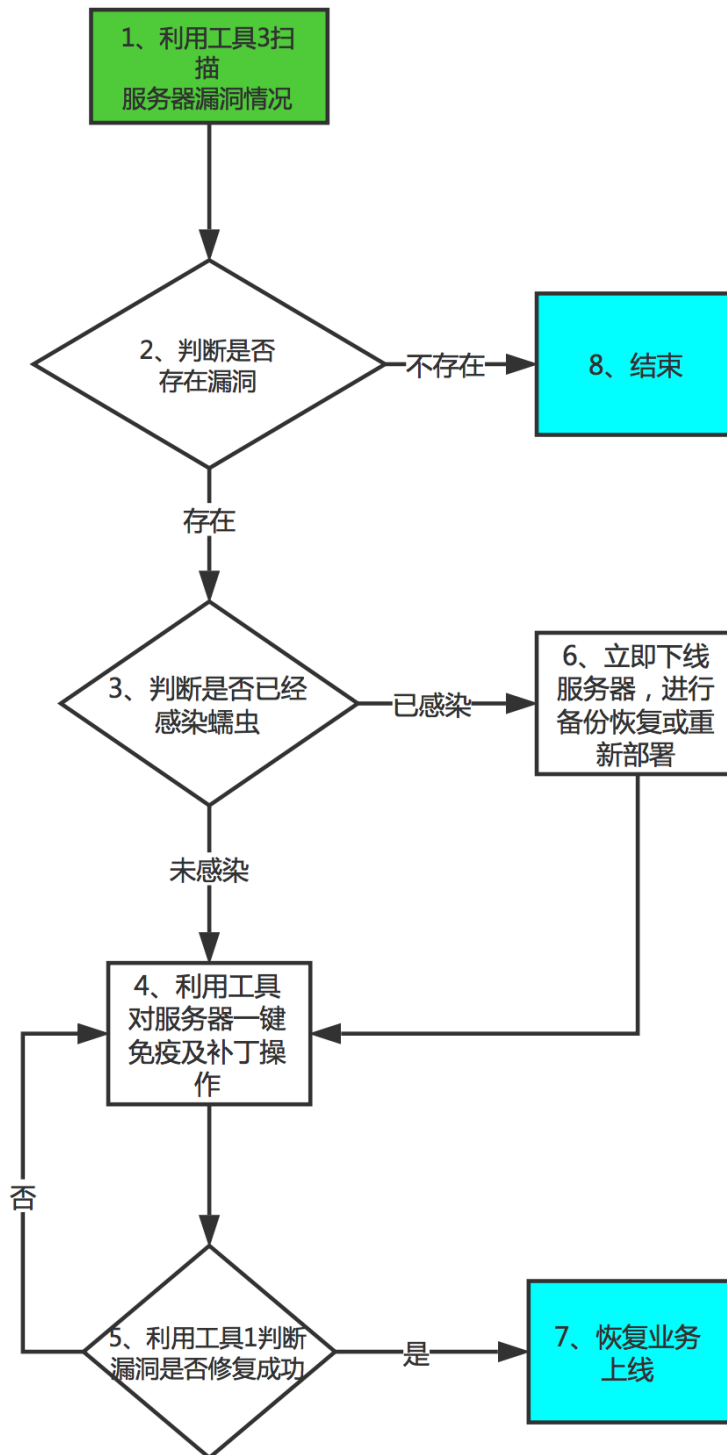 1、利用工具3扫
描
服务器漏洞情况
2、判断是否
存在漏洞
不存在
8、结束
存在
3、判断是否已经
感染蠕虫
已感染
6、立即下线
服务器，进行
备份恢复或重
新部署
未感染
4、利用工具
对服务器一键
免疫及补丁操
作
否
5、利用工具1判断
漏洞是否修复成功
是
7、恢复业务
上线